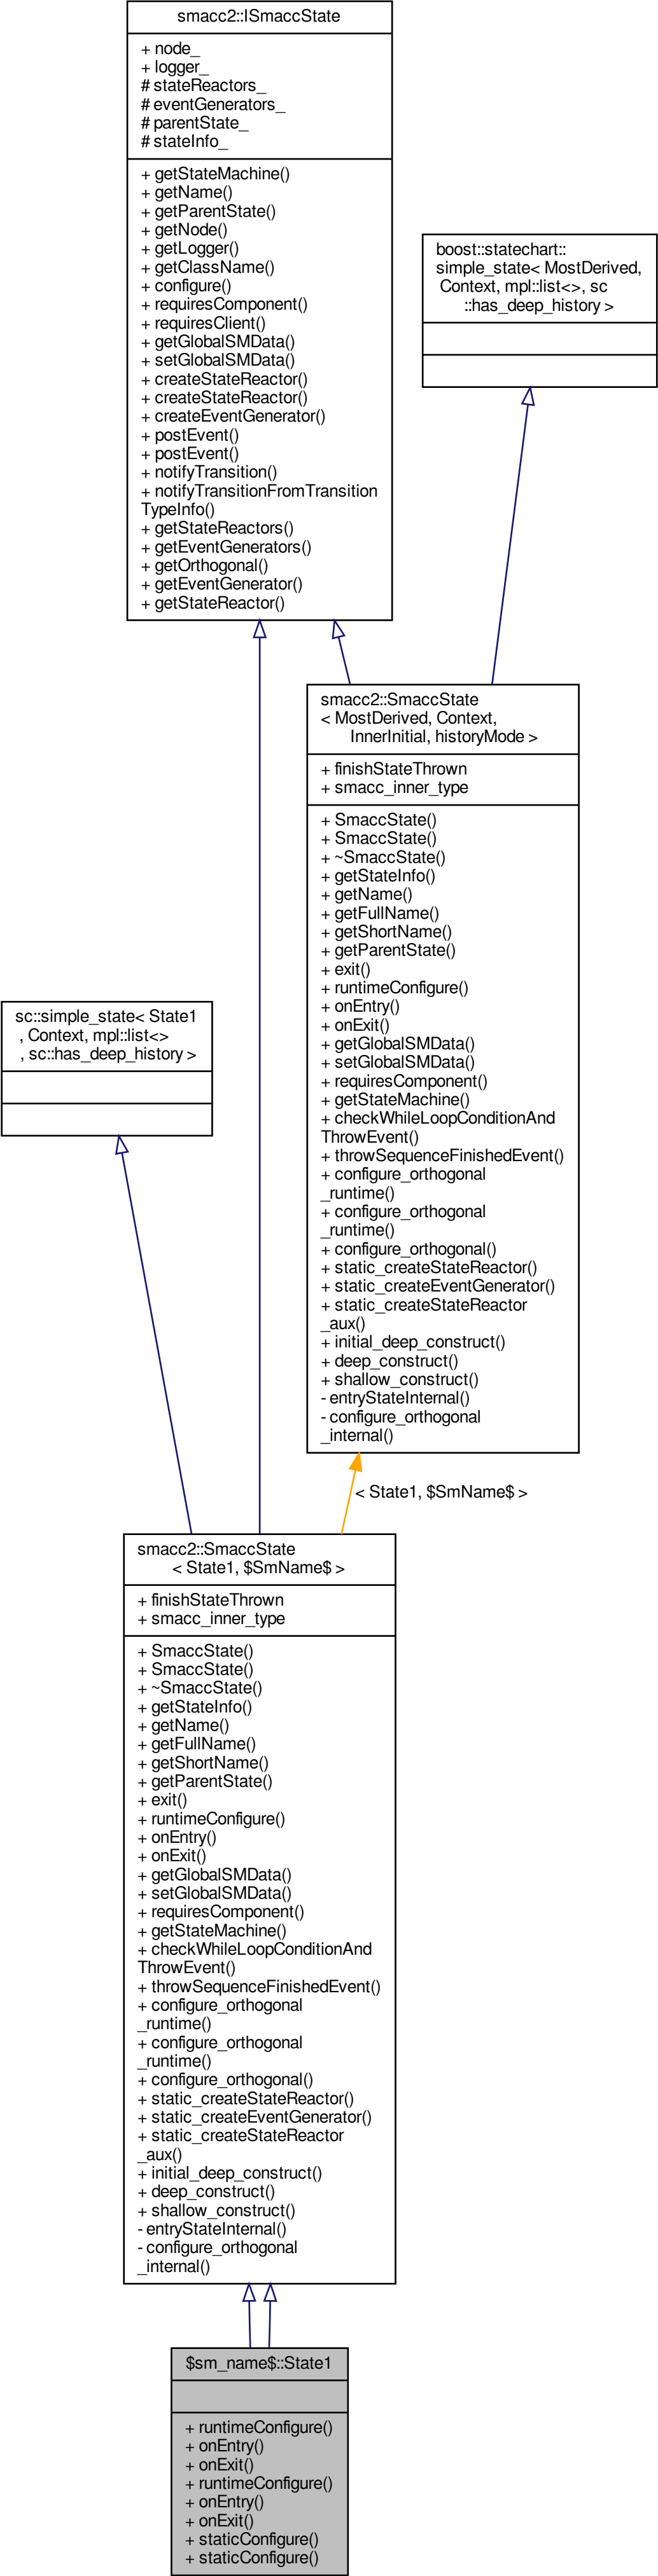 smacc2::ISmaccState
+ node_
+ logger_
# stateReactors_
# eventGenerators_
# parentState_
# stateInfo_
+ getStateMachine()
+ getName()
+ getParentState()
+ getNode()
+ getLogger()
+ getClassName()
+ configure()
+ requiresComponent()
+ requiresClient()
+ getGlobalSMData()
+ setGlobalSMData()
+ createStateReactor()
+ createStateReactor()
+ createEventGenerator()
+ postEvent()
+ postEvent()
+ notifyTransition()
+ notifyTransitionFromTransition
TypeInfo()
+ getStateReactors()
+ getEventGenerators()
+ getOrthogonal()
+ getEventGenerator()
+ getStateReactor()
boost::statechart::
simple_state< MostDerived,
Context, mpl::list<>, sc
::has_deep_history >
smacc2::SmaccState
< MostDerived, Context,
InnerInitial, historyMode >
+ finishStateThrown
+ smacc_inner_type
+ SmaccState()
+ SmaccState()
+ ~SmaccState()
+ getStateInfo()
+ getName()
+ getFullName()
+ getShortName()
+ getParentState()
+ exit()
+ runtimeConfigure()
+ onEntry()
+ onExit()
+ getGlobalSMData()
+ setGlobalSMData()
+ requiresComponent()
+ getStateMachine()
+ checkWhileLoopConditionAnd
ThrowEvent()
+ throwSequenceFinishedEvent()
+ configure_orthogonal
_runtime()
+ configure_orthogonal
_runtime()
+ configure_orthogonal()
+ static_createStateReactor()
+ static_createEventGenerator()
+ static_createStateReactor
_aux()
+ initial_deep_construct()
+ deep_construct()
+ shallow_construct()
- entryStateInternal()
- configure_orthogonal
_internal()
sc::simple_state< State1
, Context, mpl::list<>
, sc::has_deep_history >
< State1, $SmName$ >
smacc2::SmaccState
< State1, $SmName$ >
+ finishStateThrown
+ smacc_inner_type
+ SmaccState()
+ SmaccState()
+ ~SmaccState()
+ getStateInfo()
+ getName()
+ getFullName()
+ getShortName()
+ getParentState()
+ exit()
+ runtimeConfigure()
+ onEntry()
+ onExit()
+ getGlobalSMData()
+ setGlobalSMData()
+ requiresComponent()
+ getStateMachine()
+ checkWhileLoopConditionAnd
ThrowEvent()
+ throwSequenceFinishedEvent()
+ configure_orthogonal
_runtime()
+ configure_orthogonal
_runtime()
+ configure_orthogonal()
+ static_createStateReactor()
+ static_createEventGenerator()
+ static_createStateReactor
_aux()
+ initial_deep_construct()
+ deep_construct()
+ shallow_construct()
- entryStateInternal()
- configure_orthogonal
_internal()
$sm_name$::State1
+ runtimeConfigure()
+ onEntry()
+ onExit()
+ runtimeConfigure()
+ onEntry()
+ onExit()
+ staticConfigure()
+ staticConfigure()